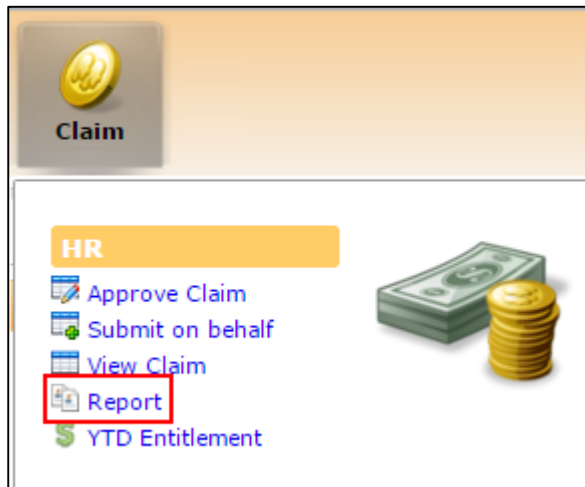 Claim
HR
Approve Claim
Submit on behalf
View Claim
Report
YTD Entitlement